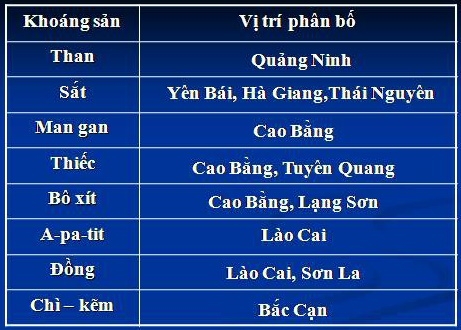 Khoáng sản Vị trí phân bố
Than Quảng Ninh
Sắt Yên Bái, Hà Giang,Thái Nguyên
Man gan Cao Bằng
Thiếc Cao Bằng, Tuyên Quang
Bô xít Cao Bằng, Lạng Sơn
A-pa-tit Lào Cai
Đồng Lào Cai, Sơn La
Chì – kẽm Bắc Cạn